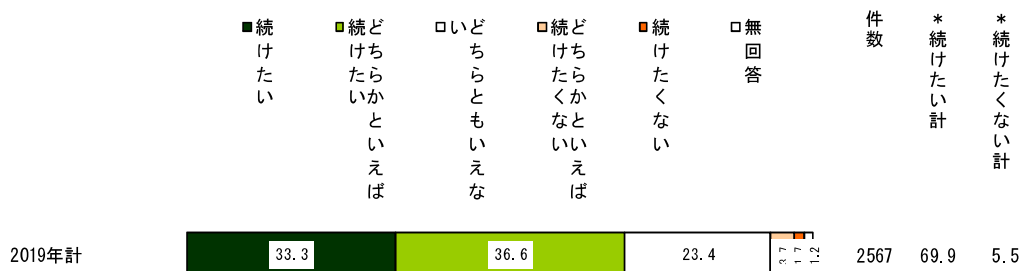 続けたい
どちらかといえば
続けたい
どちらともいえな
い
どちらかといえば
続けたくない
続けたくない
無回答
件数
*続けたい計
*続けたくない計
2019年計 33.3 36.6 23.4 3.7 1.7 1.2 2567 69.9 5.5